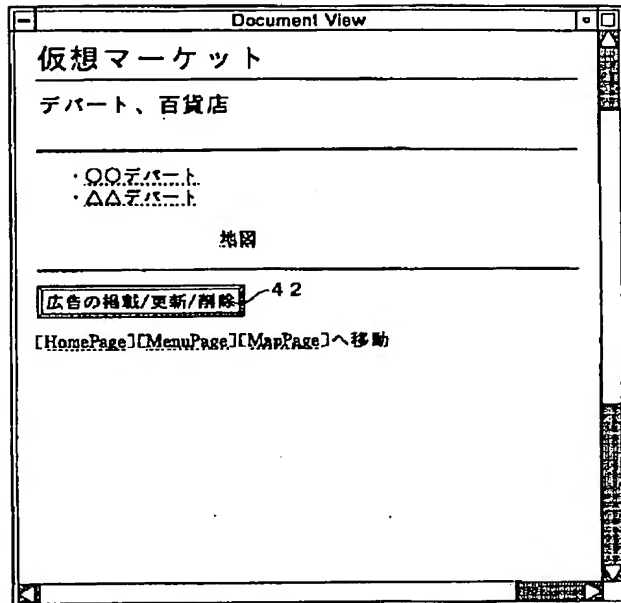 Document View
仮想マーケット
デパート、百貨店
・○○デパート
・△△デパート
地図
広告の掲載/更新/削除
42
[HomePage][MenuPage][MapPage]へ移動